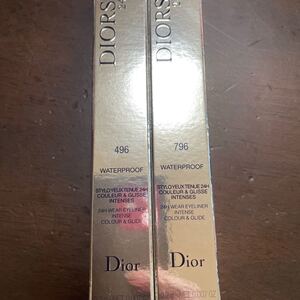 DIORS
DIORS
24
496
796
WATERPROOF
WATERPROOF
STYLO YEUX TENUE 24H
COULEUR & GLISSE
INTENSES
STYLO YEUX TENUE 24H
COULEUR & GLISSE
INTENSES
24H WEAR EYELINER
INTENSE
COLOUR & GLIDE
24H WEAR EYELINER
INTENSE
COLOUR & GLIDE
Dior
Dior